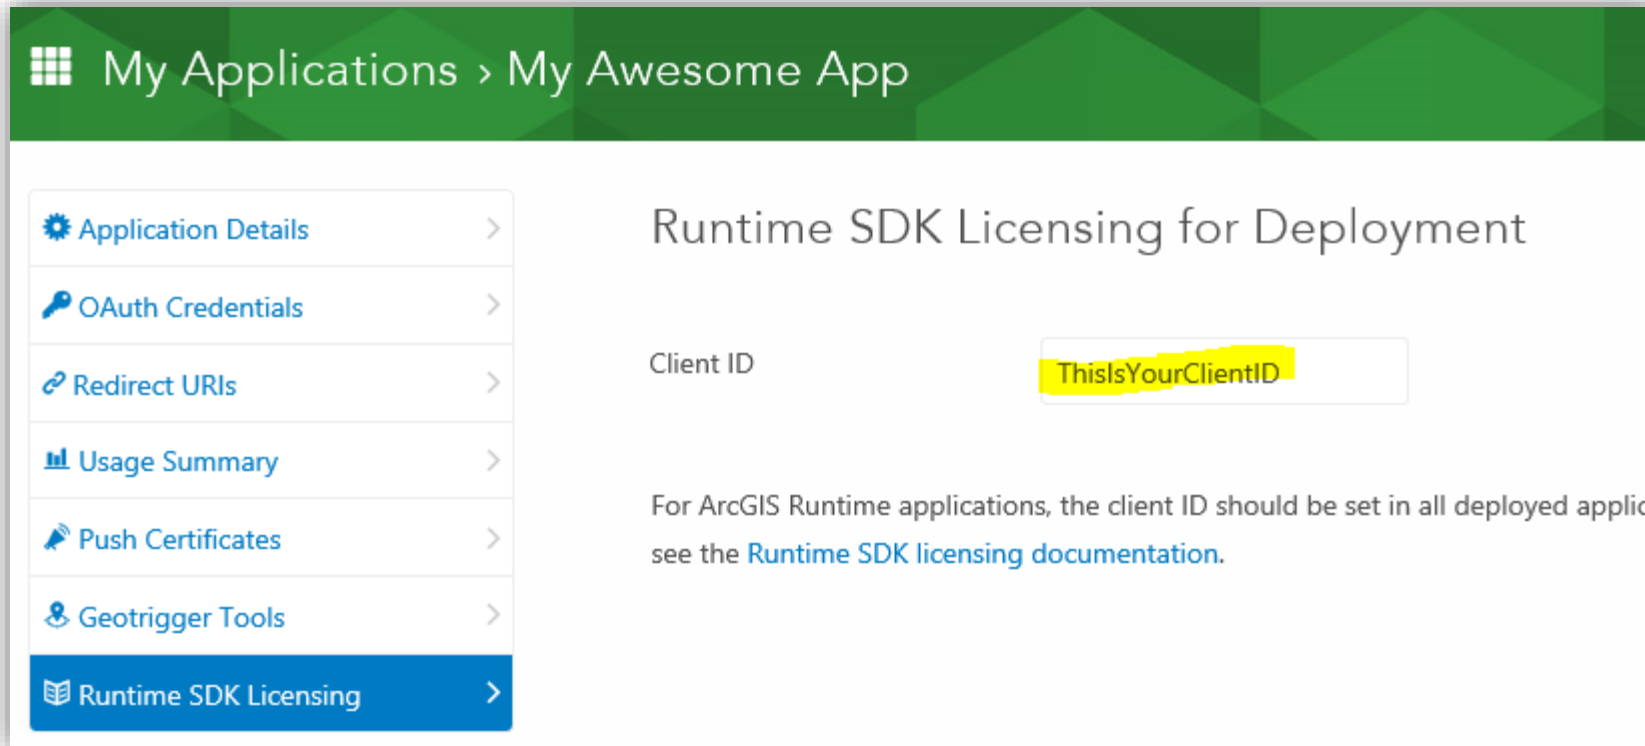 My Applications › My Awesome App
Application Details
OAuth Credentials
Redirect URIs
Usage Summary
Push Certificates
Geotrigger Tools
Runtime SDK Licensing
Runtime SDK Licensing for Deployment
Client ID
ThisIsYourClientID
For ArcGIS Runtime applications, the client ID should be set in all deployed
see the Runtime SDK licensing documentation.